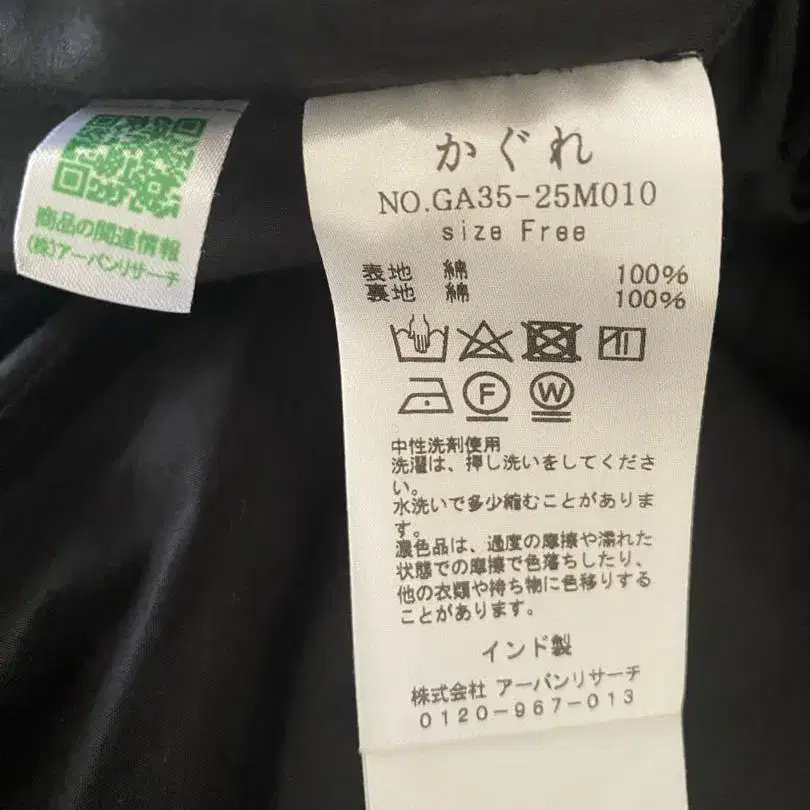 商品の関連情報
(株)アーバンリサーチ
かぐれ
NO.GA35-25M010
size Free
表地 綿 100%
裏地 綿 100%
F
W
中性洗剤使用
洗濯は、押し洗いをしてくださ
い。
水洗いで多少縮むことがありま
す。
濃色品は、過度の摩擦や濡れた
状態での摩擦で色落ちしたり、
他の衣類や持ち物に色移りする
ことがあります。
インド製
株式会社 アーバンリサーチ
0120-967-013